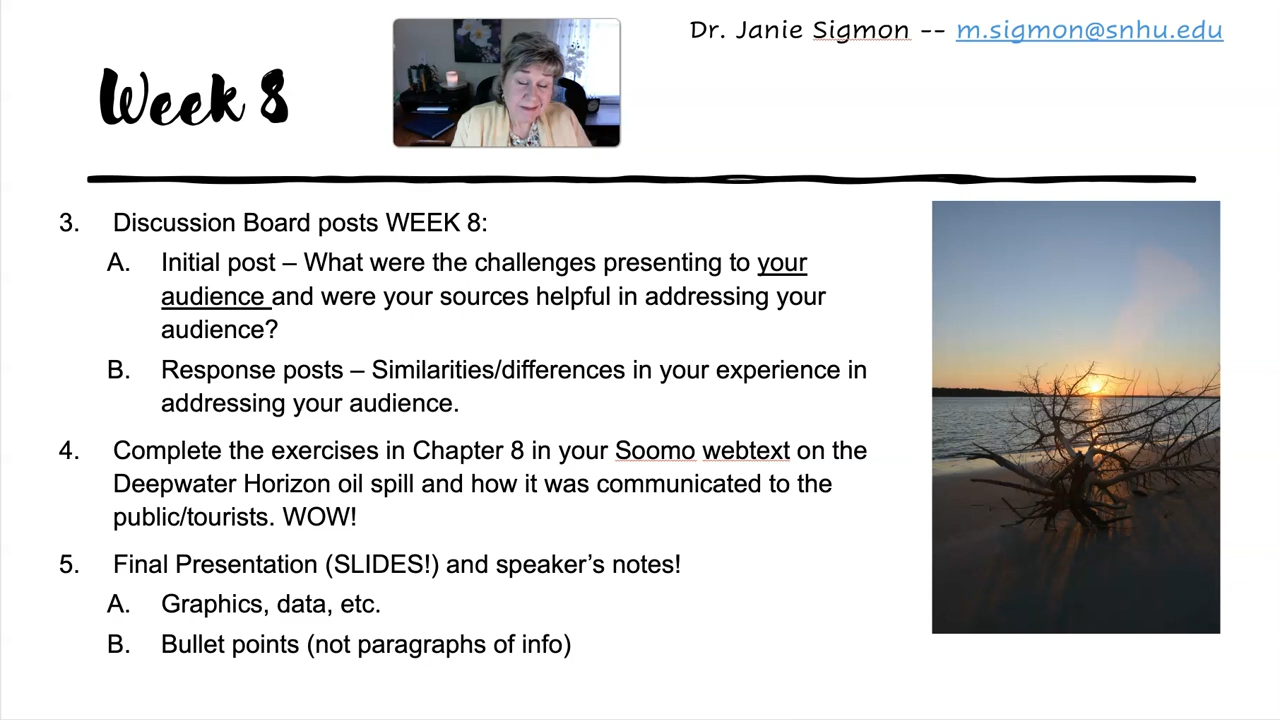 Dr. Janie Sigmon -- m.sigmon@snhu.edu
Week 8
3. Discussion Board posts WEEK 8:
A. Initial post – What were the challenges presenting to your
audience and were your sources helpful in addressing your
audience?
B. Response posts – Similarities/differences in your experience in
addressing your audience.
4. Complete the exercises in Chapter 8 in your Soomo webtext on the
Deepwater Horizon oil spill and how it was communicated to the
public/tourists. WOW!
5. Final Presentation (SLIDES!) and speaker’s notes!
A. Graphics, data, etc.
B. Bullet points (not paragraphs of info)